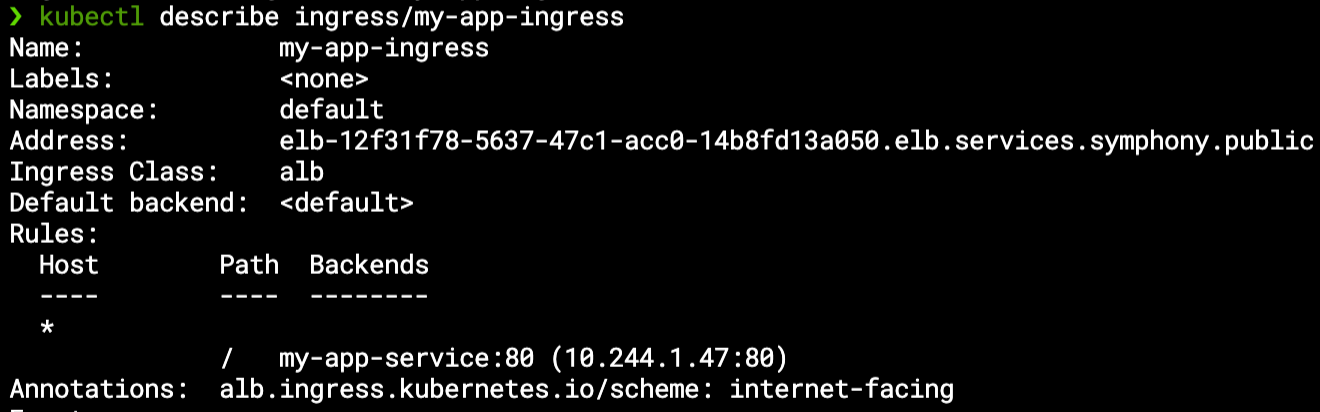 ❯ kubectl describe ingress/my-app-ingress
Name:             my-app-ingress
Labels:           <none>
Namespace:        default
Address:          elb-12f31f78-5637-47c1-acc0-14b8fd13a050.elb.services.symphony.public
Ingress Class:    alb
Default backend:  <default>
Rules:
  Host        Path  Backends
  ----        ----  --------
  *
              /   my-app-service:80 (10.244.1.47:80)
Annotations:  alb.ingress.kubernetes.io/scheme: internet-facing